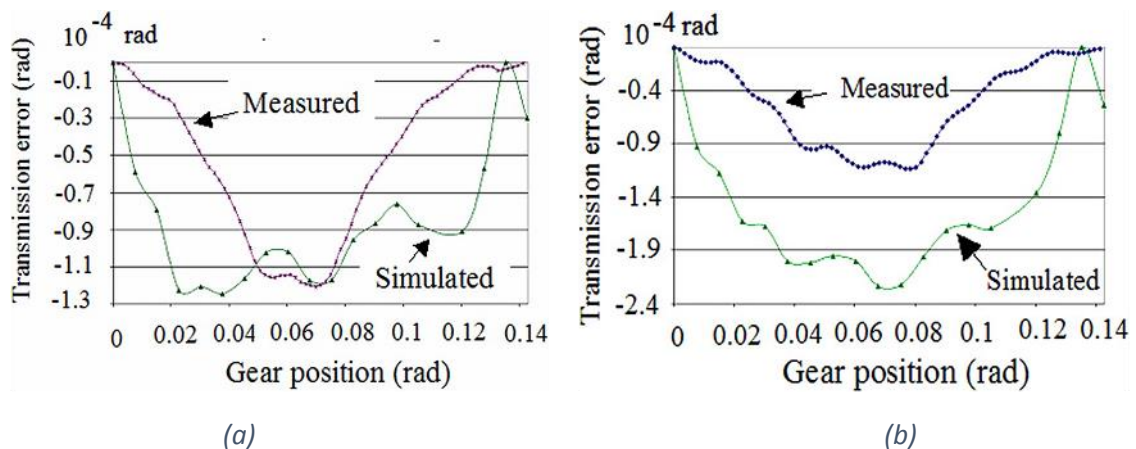 10⁻⁴ rad
Transmission error (rad)
-0.1
-0.3
-0.5
-0.7
-0.9
-1.1
-1.3
Measured
Simulated
0 0.02 0.04 0.06 0.08 0.1 0.12 0.14
Gear position (rad)
(a)
10⁻⁴ rad
Transmission error (rad)
-0.4
-0.9
-1.4
-1.9
-2.4
Measured
Simulated
0 0.02 0.04 0.06 0.08 0.1 0.12 0.14
Gear position (rad)
(b)